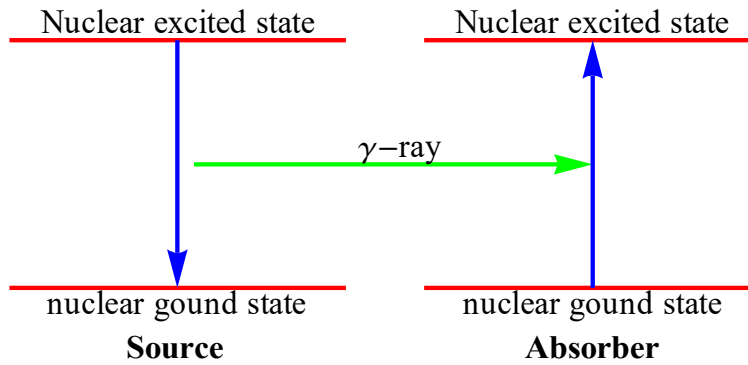 Nuclear excited state
Nuclear excited state
γ−ray
nuclear gound state
nuclear gound state
Source
Absorber